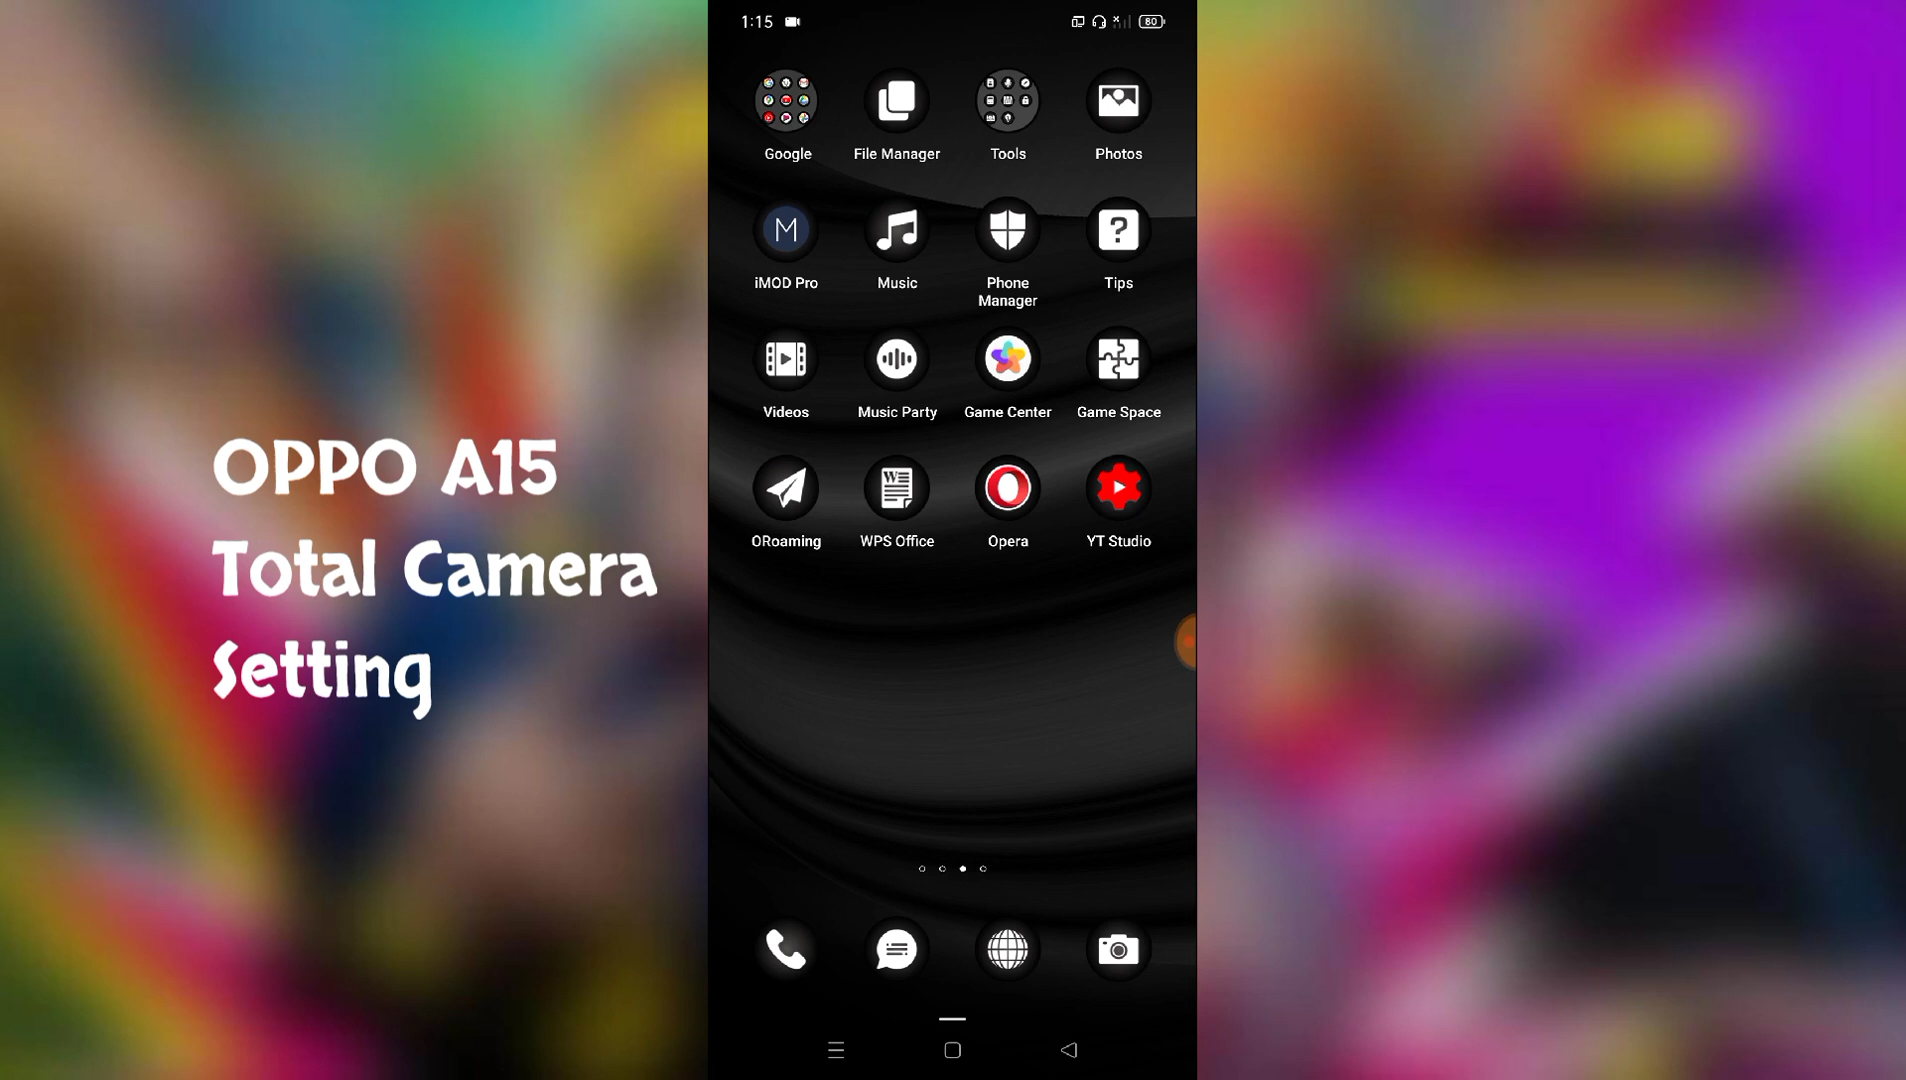 OPPO A15
Total Camera
Setting
1:15
80
Google
File Manager
Tools
Photos
M
?
iMOD Pro
Music
Phone
Manager
Tips
Videos
Music Party
Game Center
Game Space
W
ORoaming
WPS Office
Opera
YT Studio